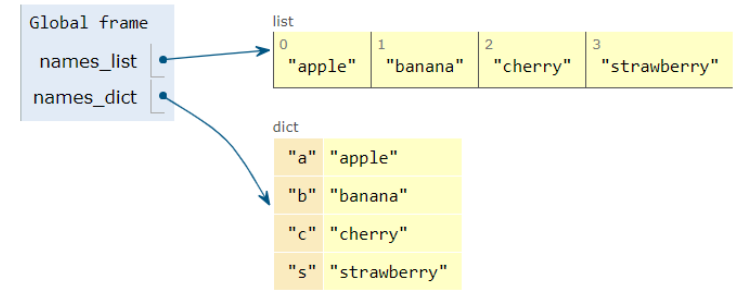 Global frame
names_list
names_dict
list
0 1 2 3
"apple" "banana" "cherry" "strawberry"
dict
"a" "apple"
"b" "banana"
"c" "cherry"
"s" "strawberry"